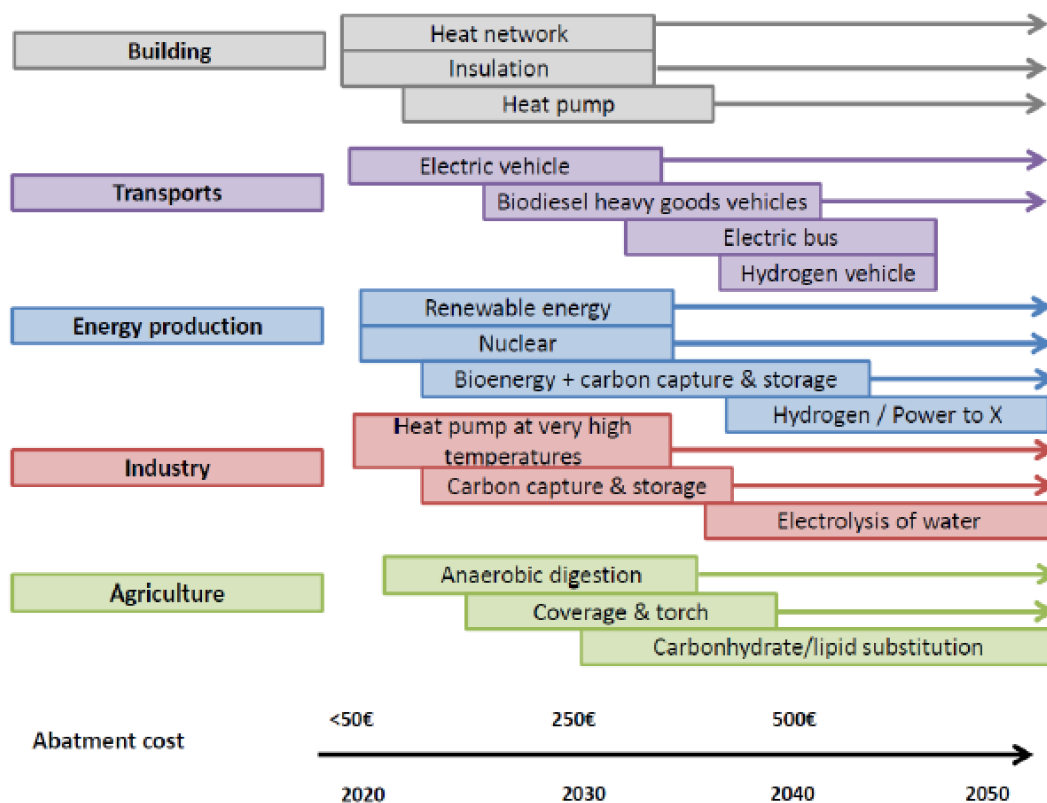 Building
Heat network
Insulation
Heat pump
Transports
Electric vehicle
Biodiesel heavy goods vehicles
Electric bus
Hydrogen vehicle
Energy production
Renewable energy
Nuclear
Bioenergy + carbon capture & storage
Hydrogen / Power to X
Industry
Heat pump at very high
temperatures
Carbon capture & storage
Electrolysis of water
Agriculture
Anaerobic digestion
Coverage & torch
Carbonhydrate/lipid substitution
Abatment cost
<50€ 250€ 500€
2020 2030 2040 2050